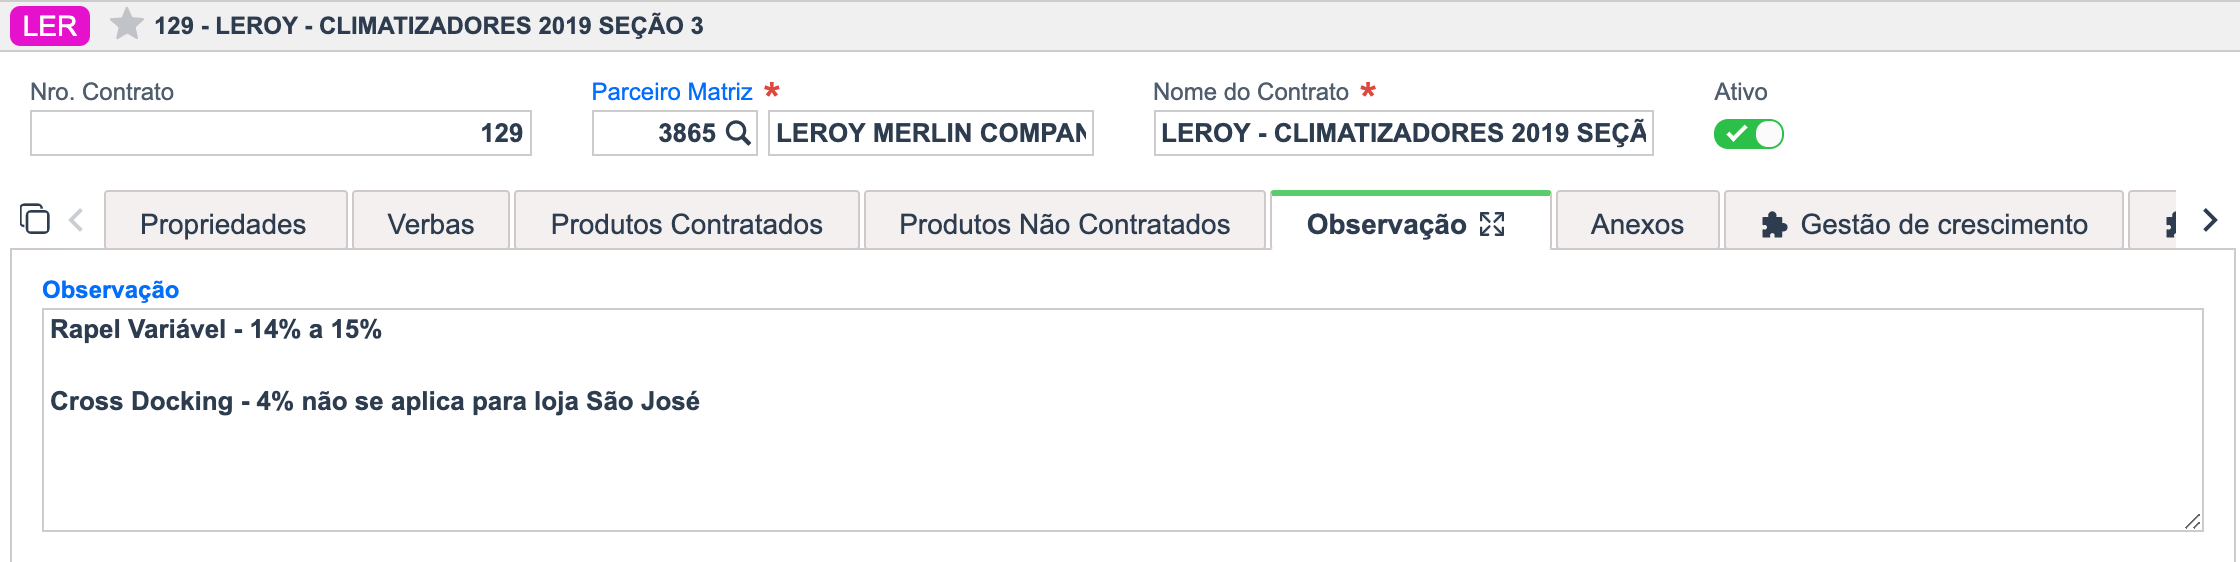 LER 129 - LEROY - CLIMATIZADORES 2019 SEÇÃO 3
Nro. Contrato
129
Parceiro Matriz *
3865 LEROY MERLIN COMPAN
Nome do Contrato *
LEROY - CLIMATIZADORES 2019 SEÇÃ
Ativo
Propriedades Verbas Produtos Contratados Produtos Não Contratados Observação Anexos Gestão de crescimento
Observação
Rapel Variável - 14% a 15%
Cross Docking - 4% não se aplica para loja São José